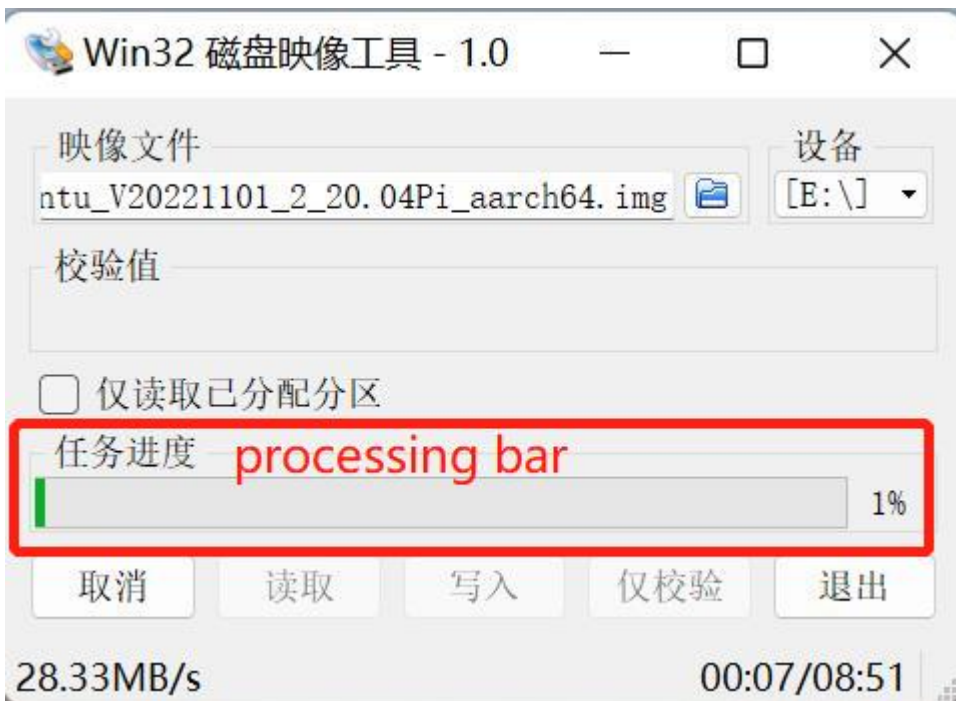 Win32 磁盘映像工具 - 1.0
映像文件
设备
ntu_V20221101_2_20.04Pi_aarch64.img
[E:\]
校验值
仅读取已分配分区
任务进度 processing bar
1%
取消 读取 写入 仅校验 退出
28.33MB/s 00:07/08:51